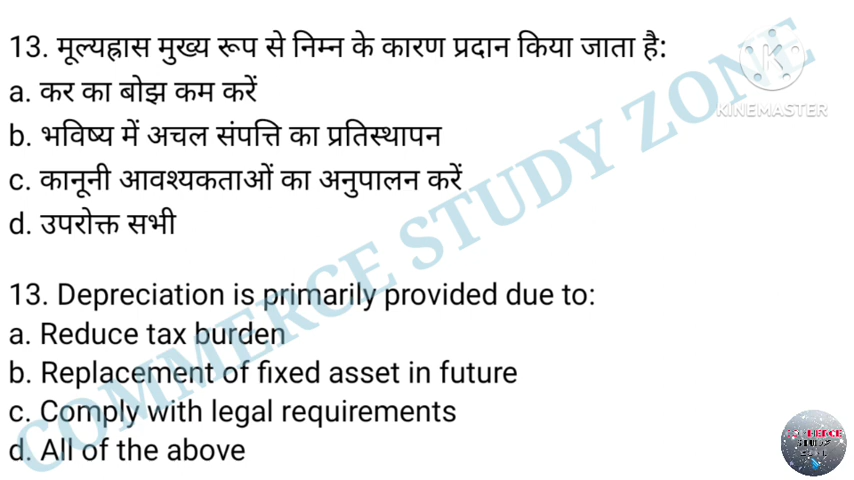 13. मूल्यह्रास मुख्य रूप से निम्न के कारण प्रदान किया जाता है:
a. कर का बोझ कम करें
b. भविष्य में अचल संपत्ति का प्रतिस्थापन
c. कानूनी आवश्यकताओं का अनुपालन करें
d. उपरोक्त सभी
13. Depreciation is primarily provided due to:
a. Reduce tax burden
b. Replacement of fixed asset in future
c. Comply with legal requirements
d. All of the above
COMMERCE STUDY ZONE
K
KINEMASTER